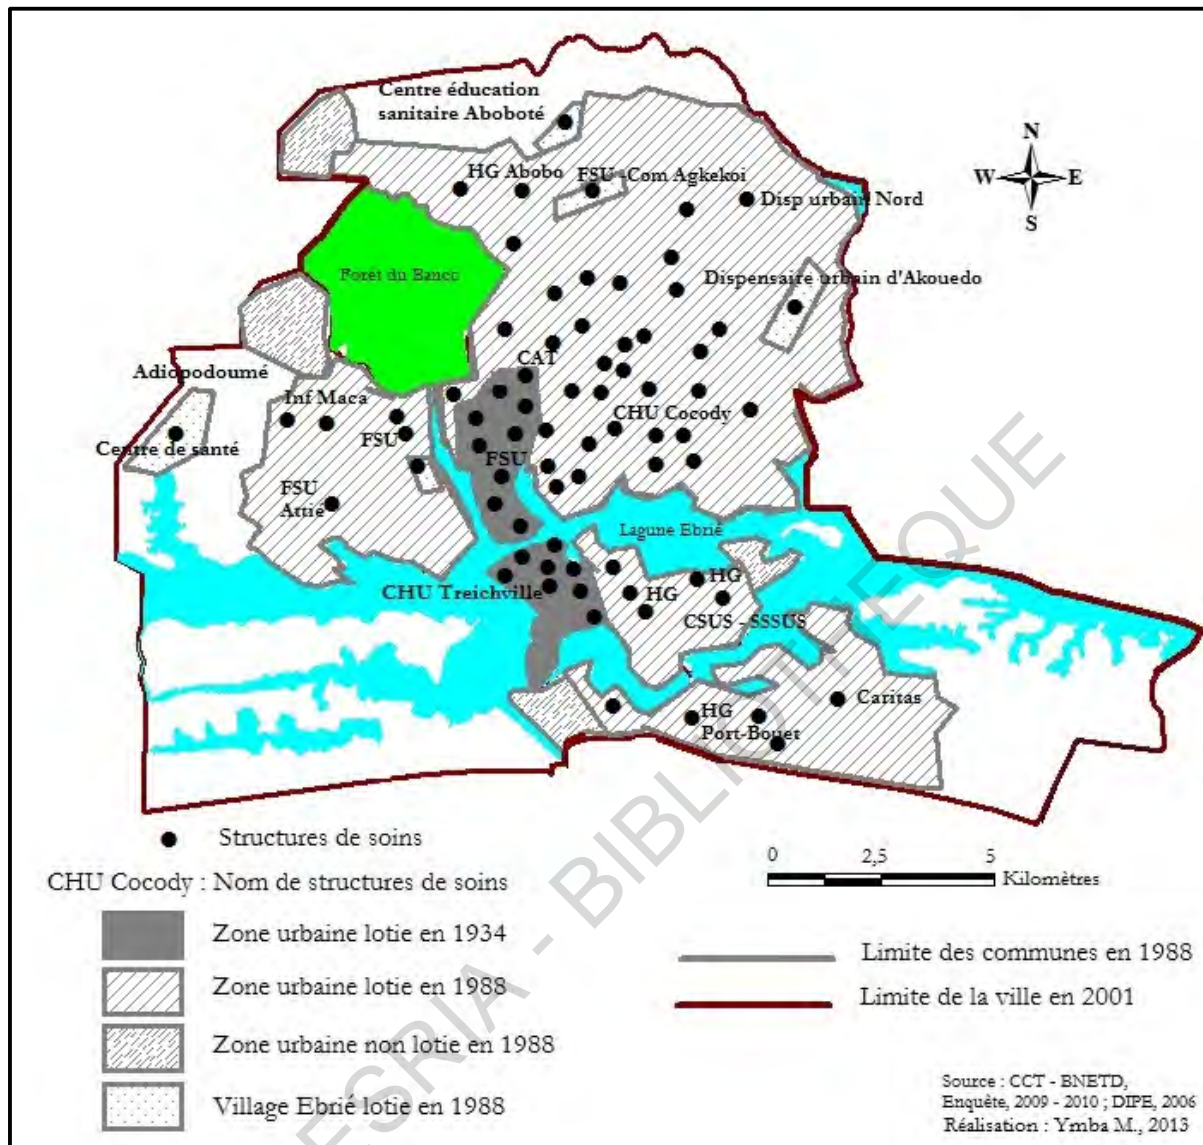 Centre éducation
sanitaire Aboboté
N
W E
S
HG Abobo
FSU -Com Agkekoi
Disp urbain Nord
Forêt du Banco
Dispensaire urbain d'Akouedo
Adiopodoumé
CAT
Inf Maca
CHU Cocody
FSU
Centre de santé
FSU
FSU
Attié
Lagune Ebrié
HG
CHU Treichville
HG
CSUS - SSSUS
Caritas
HG
Port-Bouet
Structures de soins
CHU Cocody : Nom de structures de soins
Zone urbaine lotie en 1934
Zone urbaine lotie en 1988
Zone urbaine non lotie en 1988
Village Ebrié lotie en 1988
0 2,5 5
Kilomètres
Limite des communes en 1988
Limite de la ville en 2001
Source : CCT - BNETD,
Enquête, 2009 - 2010 ; DIPE, 2006
Réalisation : Ymba M., 2013
ESRIA - BIBLIOTHEQUE